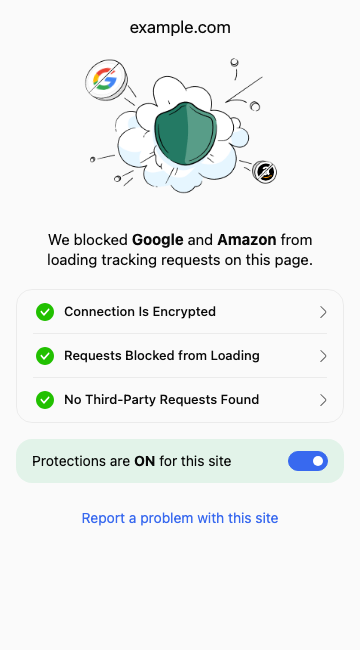 example.com
We blocked Google and Amazon from
loading tracking requests on this page.
Connection Is Encrypted
Requests Blocked from Loading
No Third-Party Requests Found
Protections are ON for this site
Report a problem with this site